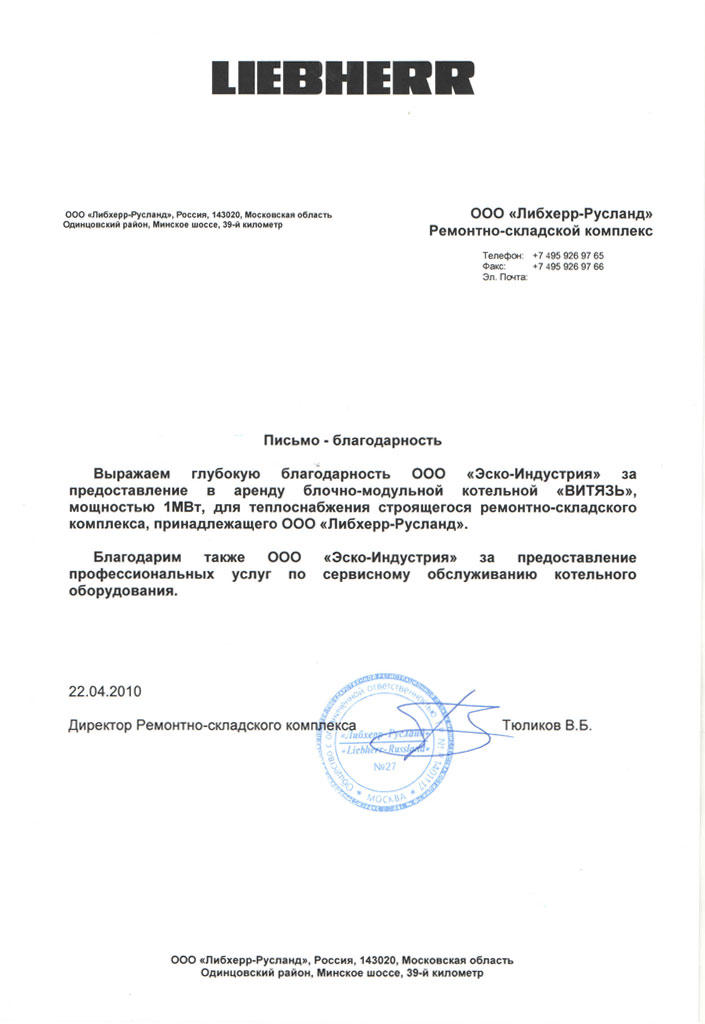 LIEBHERR
ООО «Либхерр-Русланд», Россия, 143020, Московская область
Одинцовский район, Минское шоссе, 39-й километр
ООО «Либхерр-Русланд»
Ремонтно-складской комплекс
Телефон: +7 495 926 97 65
Факс: +7 495 926 97 66
Эл. Почта:
Письмо - благодарность
Выражаем глубокую благодарность ООО «Эско-Индустрия» за
предоставление в аренду блочно-модульной котельной «ВИТЯЗЬ»,
мощностью 1МВт, для теплоснабжения строящегося ремонтно-складского
комплекса, принадлежащего ООО «Либхерр-Русланд».
Благодарим также ООО «Эско-Индустрия» за предоставление
профессиональных услуг по сервисному обслуживанию котельного
оборудования.
22.04.2010
Директор Ремонтно-складского комплекса Тюликов В.Б.
Общество с ограниченной ответственностью
«Либхерр-Русланд»
«Liebherr-Russland»
№27
* МОСКВА *
ООО «Либхерр-Русланд», Россия, 143020, Московская область
Одинцовский район, Минское шоссе, 39-й километр